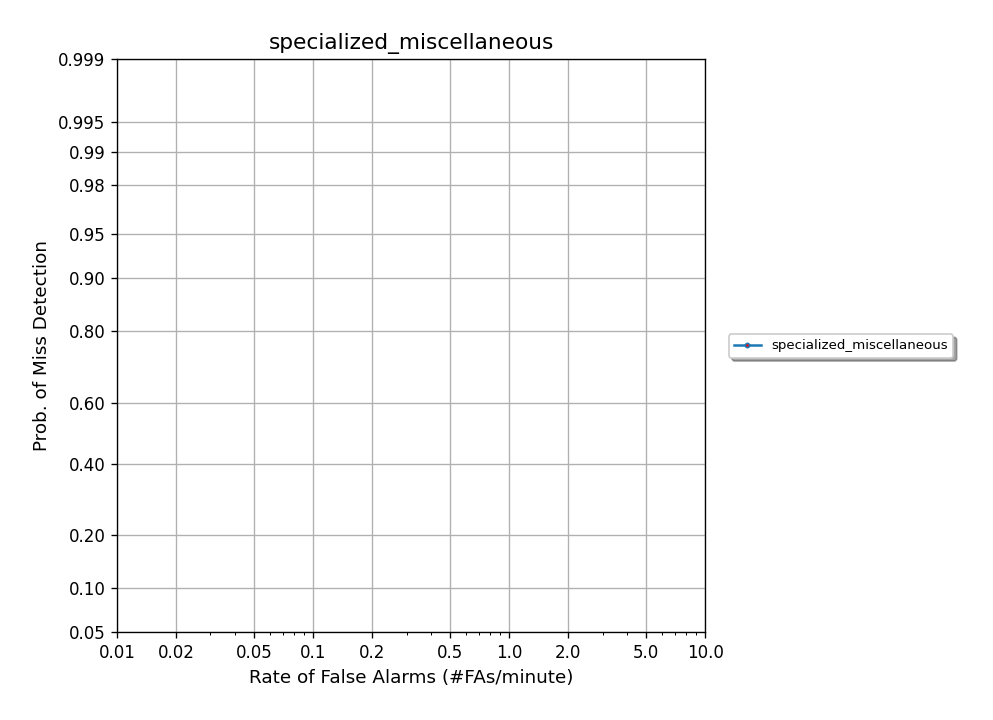 specialized_miscellaneous
0.999
0.995
0.99
0.98
0.95
0.90
0.80
0.60
0.40
0.20
0.10
0.05
Prob. of Miss Detection
0.01 0.02 0.05 0.1 0.2 0.5 1.0 2.0 5.0 10.0
Rate of False Alarms (#FAs/minute)
specialized_miscellaneous